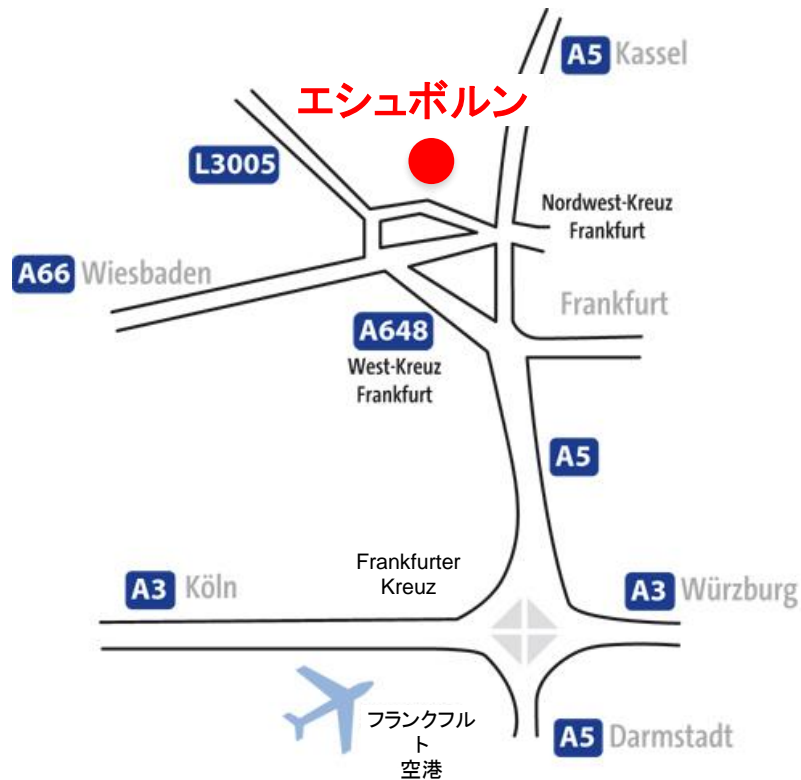 A5 Kassel
エシュボルン
L3005
Nordwest-Kreuz
Frankfurt
A66 Wiesbaden
Frankfurt
A648
West-Kreuz
Frankfurt
A5
Frankfurter
Kreuz
A3 Köln
A3 Würzburg
フランクフル
ト
空港
A5 Darmstadt